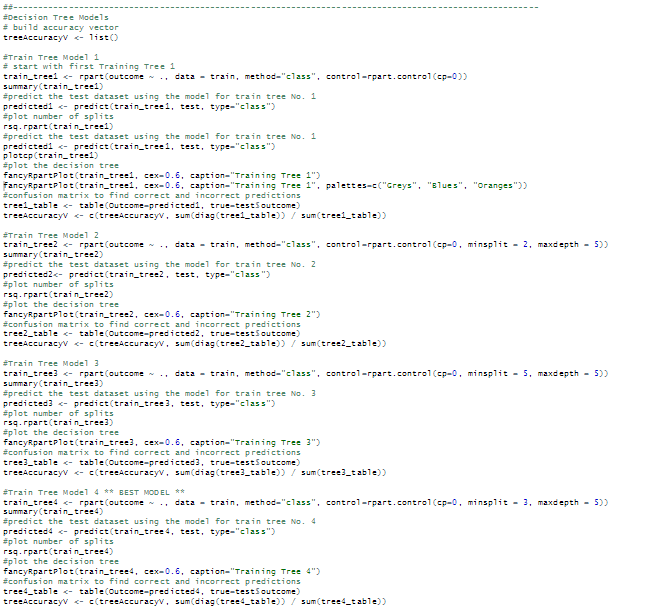 ##------------------------------------------------------------------------------------------------------
#Decision Tree Models
# build accuracy vector
treeAccuracyV <- list()
#Train Tree Model 1
# start with first Training Tree 1
train_tree1 <- rpart(outcome ~ ., data = train, method="class", control=rpart.control(cp=0))
summary(train_tree1)
#predict the test dataset using the model for train tree No. 1
predicted1 <- predict(train_tree1, test, type="class")
#plot number of splits
rsq.rpart(train_tree1)
#predict the test dataset using the model for train tree No. 1
predicted1 <- predict(train_tree1, test, type="class")
plotcp(train_tree1)
#plot the decision tree
fancyRpartPlot(train_tree1, cex=0.6, caption="Training Tree 1")
fancyRpartPlot(train_tree1, cex=0.6, caption="Training Tree 1", palettes=c("Greys", "Blues", "Oranges"))
#confusion matrix to find correct and incorrect predictions
tree1_table <- table(Outcome=predicted1, true=test$outcome)
treeAccuracyV <- c(treeAccuracyV, sum(diag(tree1_table)) / sum(tree1_table))
#Train Tree Model 2
train_tree2 <- rpart(outcome ~ ., data = train, method="class", control=rpart.control(cp=0, minsplit = 2, maxdepth = 5))
summary(train_tree2)
#predict the test dataset using the model for train tree No. 2
predicted2<- predict(train_tree2, test, type="class")
#plot number of splits
rsq.rpart(train_tree2)
#plot the decision tree
fancyRpartPlot(train_tree2, cex=0.6, caption="Training Tree 2")
#confusion matrix to find correct and incorrect predictions
tree2_table <- table(Outcome=predicted2, true=test$outcome)
treeAccuracyV <- c(treeAccuracyV, sum(diag(tree2_table)) / sum(tree2_table))
#Train Tree Model 3
train_tree3 <- rpart(outcome ~ ., data = train, method="class", control=rpart.control(cp=0, minsplit = 5, maxdepth = 5))
summary(train_tree3)
#predict the test dataset using the model for train tree No. 3
predicted3 <- predict(train_tree3, test, type="class")
#plot number of splits
rsq.rpart(train_tree3)
#plot the decision tree
fancyRpartPlot(train_tree3, cex=0.6, caption="Training Tree 3")
#confusion matrix to find correct and incorrect predictions
tree3_table <- table(Outcome=predicted3, true=test$outcome)
treeAccuracyV <- c(treeAccuracyV, sum(diag(tree3_table)) / sum(tree3_table))
#Train Tree Model 4 ** BEST MODEL **
train_tree4 <- rpart(outcome ~ ., data = train, method="class", control=rpart.control(cp=0, minsplit = 3, maxdepth = 5))
summary(train_tree4)
#predict the test dataset using the model for train tree No. 4
predicted4 <- predict(train_tree4, test, type="class")
#plot number of splits
rsq.rpart(train_tree4)
#plot the decision tree
fancyRpartPlot(train_tree4, cex=0.6, caption="Training Tree 4")
#confusion matrix to find correct and incorrect predictions
tree4_table <- table(Outcome=predicted4, true=test$outcome)
treeAccuracyV <- c(treeAccuracyV, sum(diag(tree4_table)) / sum(tree4_table))